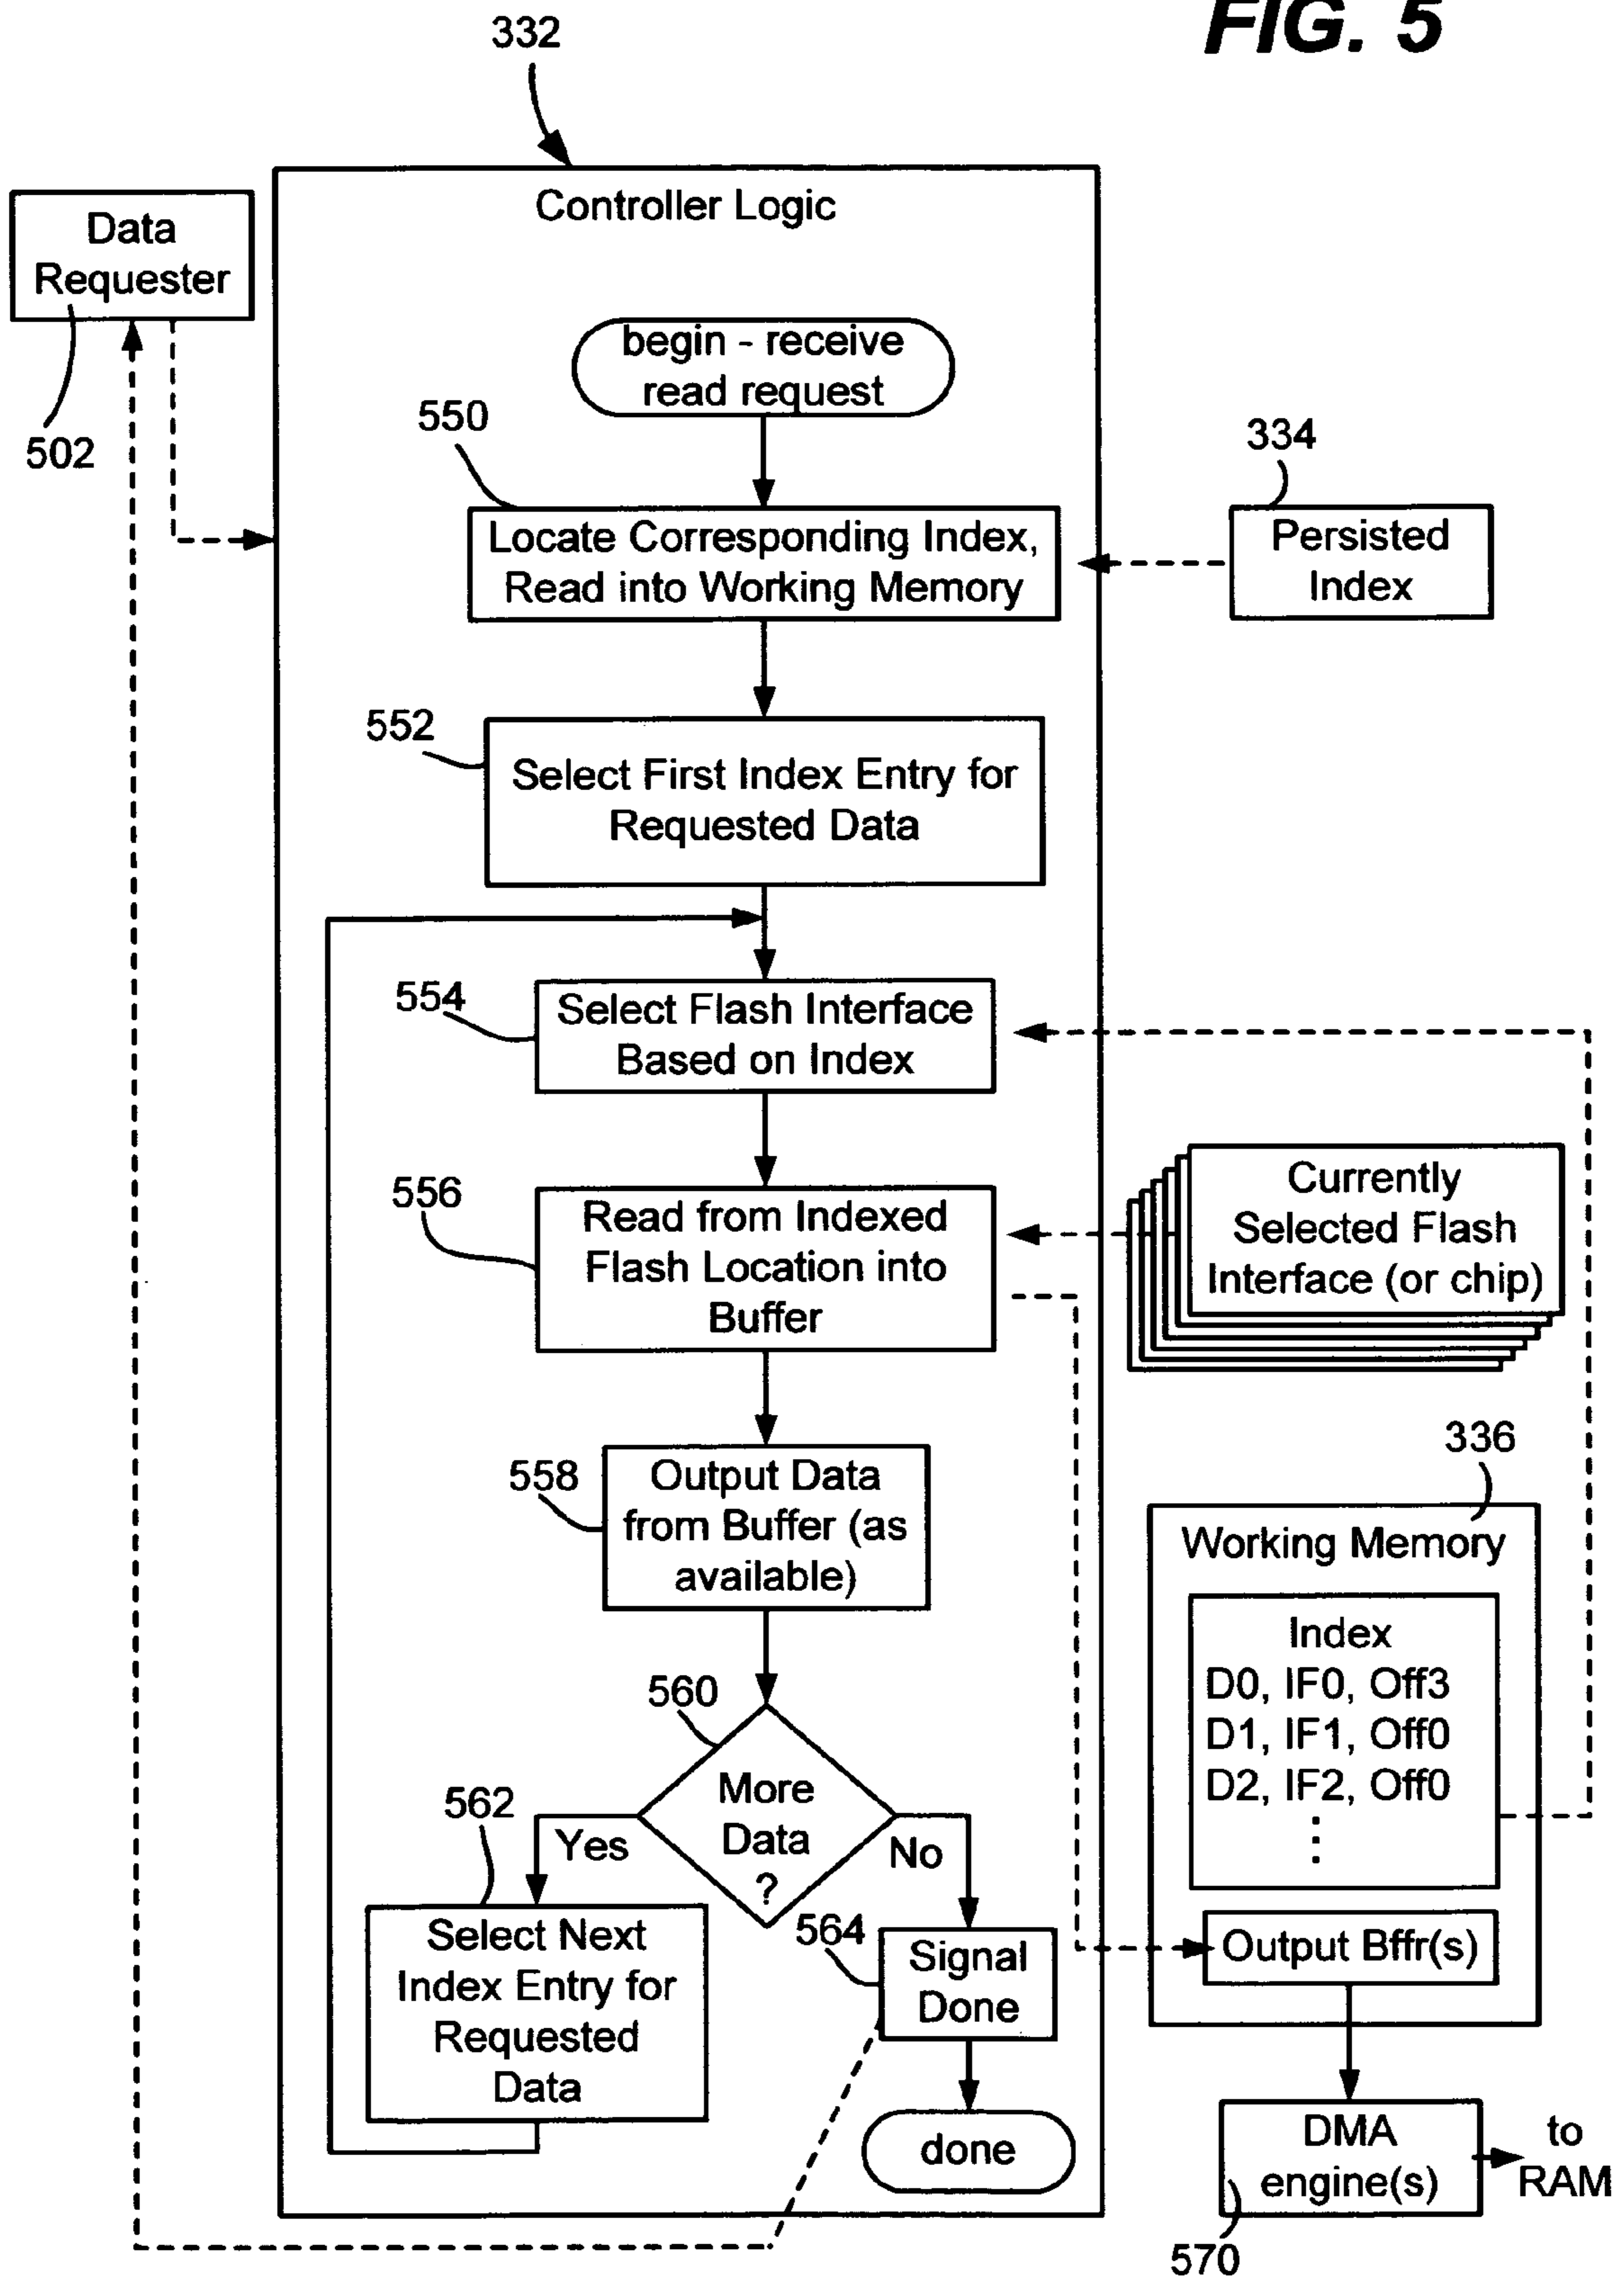 FIG. 5
332
Controller Logic
Data
Requester
502
begin - receive
read request
550
Locate Corresponding Index,
Read into Working Memory
334
Persisted
Index
552
Select First Index Entry for
Requested Data
554
Select Flash Interface
Based on Index
556
Read from Indexed
Flash Location into
Buffer
Currently
Selected Flash
Interface (or chip)
558
Output Data
from Buffer (as
available)
336
Working Memory
Index
D0, IF0, Off3
D1, IF1, Off0
D2, IF2, Off0
⋮
Output Bffr(s)
560
More
Data
?
Yes
No
562
Select Next
Index Entry for
Requested
Data
564
Signal
Done
done
DMA
engine(s)
570
to
RAM